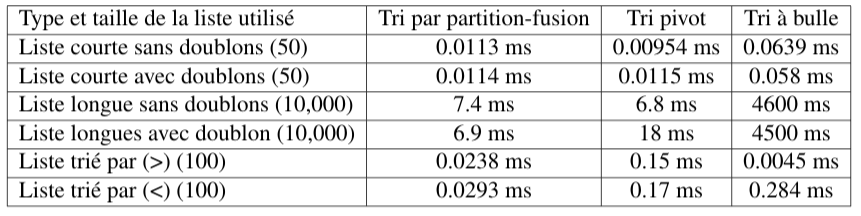 Type et taille de la liste utilisé Tri par partition-fusion Tri pivot Tri à bulle
Liste courte sans doublons (50) 0.0113 ms 0.00954 ms 0.0639 ms
Liste courte avec doublons (50) 0.0114 ms 0.0115 ms 0.058 ms
Liste longue sans doublons (10,000) 7.4 ms 6.8 ms 4600 ms
Liste longues avec doublon (10,000) 6.9 ms 18 ms 4500 ms
Liste trié par (>) (100) 0.0238 ms 0.15 ms 0.0045 ms
Liste trié par (<) (100) 0.0293 ms 0.17 ms 0.284 ms